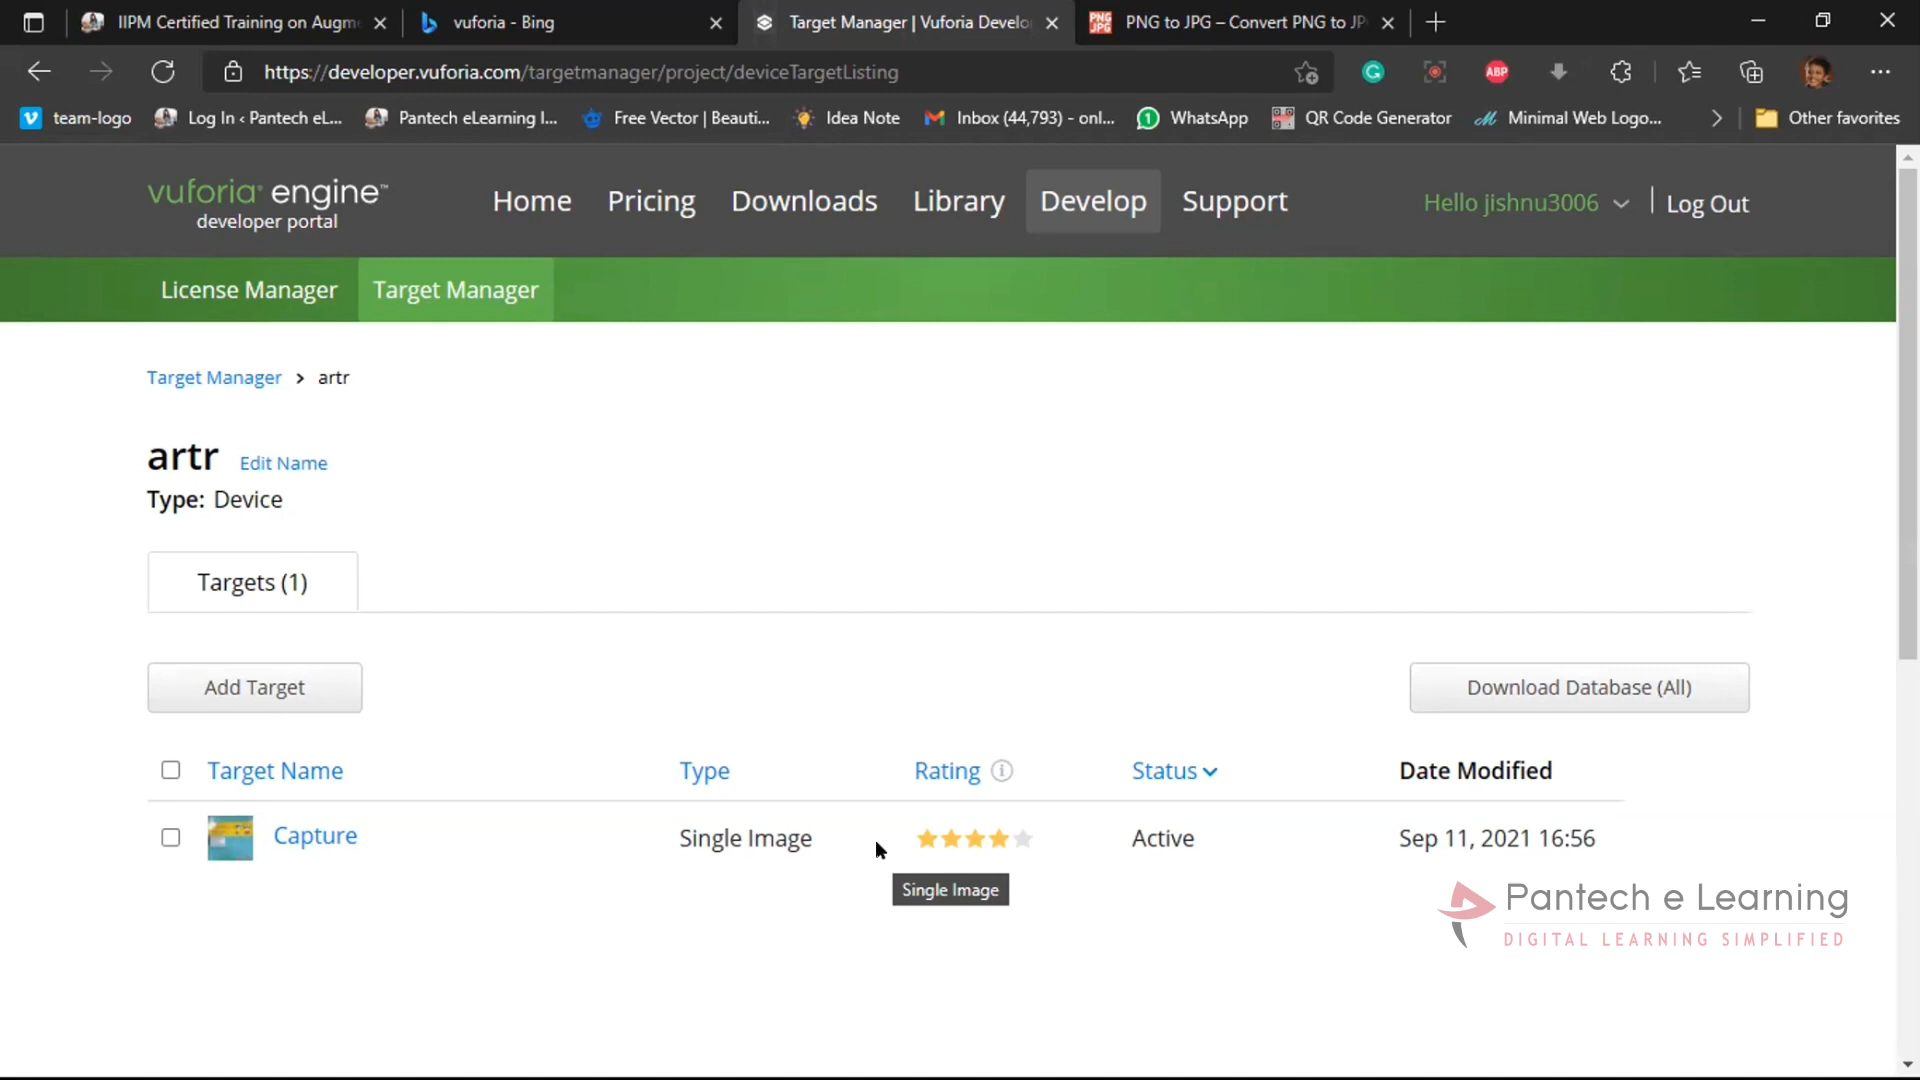 IIPM Certified Training on Augm
vuforia - Bing
Target Manager | Vuforia Develo
PNG to JPG – Convert PNG to JP
https://developer.vuforia.com/targetmanager/project/deviceTargetListing
ABP
team-logo
Log In ‹ Pantech eL...
Pantech eLearning I...
Free Vector | Beauti...
Idea Note
Inbox (44,793) - onl...
WhatsApp
QR Code Generator
Minimal Web Logo...
Other favorites
vuforia® engine™
developer portal
Home
Pricing
Downloads
Library
Develop
Support
Hello jishnu3006
Log Out
License Manager
Target Manager
Target Manager > artr
artr Edit Name
Type: Device
Targets (1)
Add Target
Download Database (All)
Target Name
Type
Rating
Status
Date Modified
Capture
Single Image
Active
Sep 11, 2021 16:56
Single Image
Pantech e Learning
DIGITAL LEARNING SIMPLIFIED